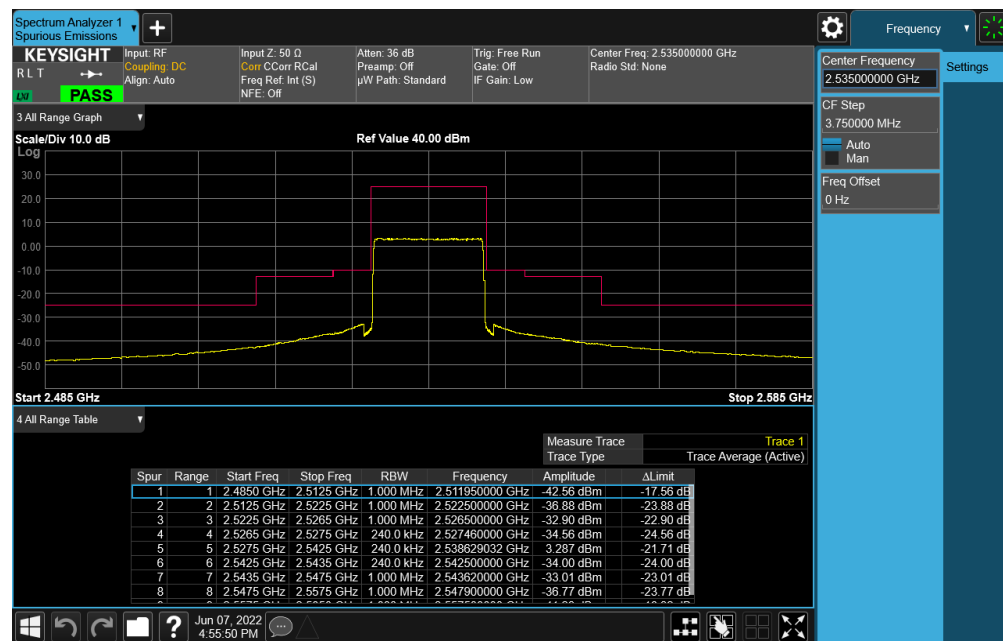 Spectrum Analyzer 1
Spurious Emissions
Frequency
KEYSIGHT
R L T
LXI
PASS
Input: RF
Coupling: DC
Align: Auto
Input Z: 50 Ω
Corr CCorr RCal
Freq Ref: Int (S)
NFE: Off
Atten: 36 dB
Preamp: Off
µW Path: Standard
Trig: Free Run
Gate: Off
IF Gain: Low
Center Freq: 2.535000000 GHz
Radio Std: None
Center Frequency
2.535000000 GHz
Settings
CF Step
3.750000 MHz
Auto
Man
Freq Offset
0 Hz
3 All Range Graph
Scale/Div 10.0 dB
Ref Value 40.00 dBm
Log
30.0
20.0
10.0
0.00
-10.0
-20.0
-30.0
-40.0
-50.0
Start 2.485 GHz
Stop 2.585 GHz
4 All Range Table
Measure Trace Trace 1
Trace Type Trace Average (Active)
Spur Range Start Freq Stop Freq RBW Frequency Amplitude ΔLimit
1 1 2.4850 GHz 2.5125 GHz 1.000 MHz 2.511950000 GHz -42.56 dBm -17.56 dB
2 2 2.5125 GHz 2.5225 GHz 1.000 MHz 2.522500000 GHz -36.88 dBm -23.88 dB
3 3 2.5225 GHz 2.5265 GHz 1.000 MHz 2.526500000 GHz -32.90 dBm -22.90 dB
4 4 2.5265 GHz 2.5275 GHz 240.0 kHz 2.527460000 GHz -34.56 dBm -24.56 dB
5 5 2.5275 GHz 2.5425 GHz 240.0 kHz 2.538629032 GHz 3.287 dBm -21.71 dB
6 6 2.5425 GHz 2.5435 GHz 240.0 kHz 2.542500000 GHz -34.00 dBm -24.00 dB
7 7 2.5435 GHz 2.5475 GHz 1.000 MHz 2.543620000 GHz -33.01 dBm -23.01 dB
8 8 2.5475 GHz 2.5575 GHz 1.000 MHz 2.547900000 GHz -36.77 dBm -23.77 dB
Jun 07, 2022
4:55:50 PM